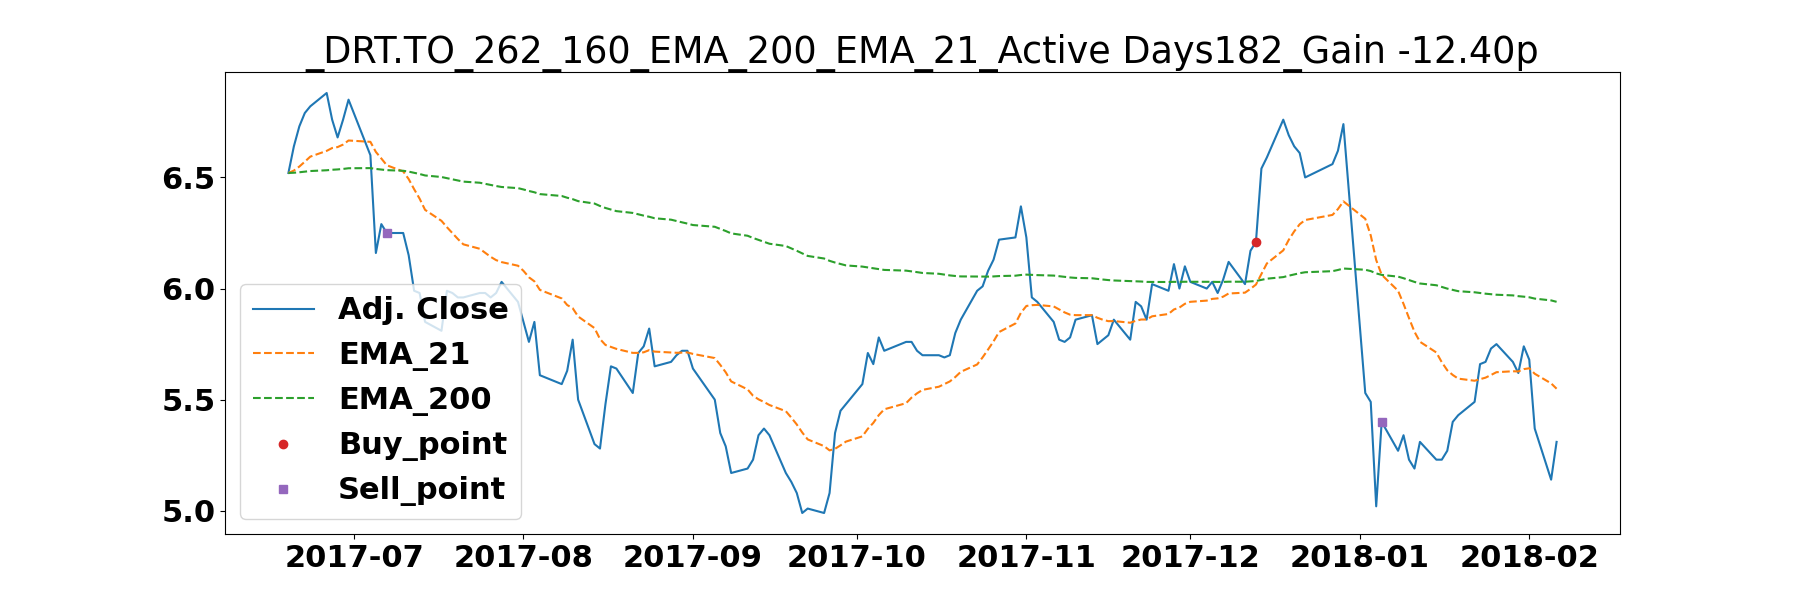 _DRT.TO_262_160_EMA_200_EMA_21_Active Days182_Gain -12.40p
6.5
6.0
5.5
5.0
Adj. Close
EMA_21
EMA_200
Buy_point
Sell_point
2017-07 2017-08 2017-09 2017-10 2017-11 2017-12 2018-01 2018-02